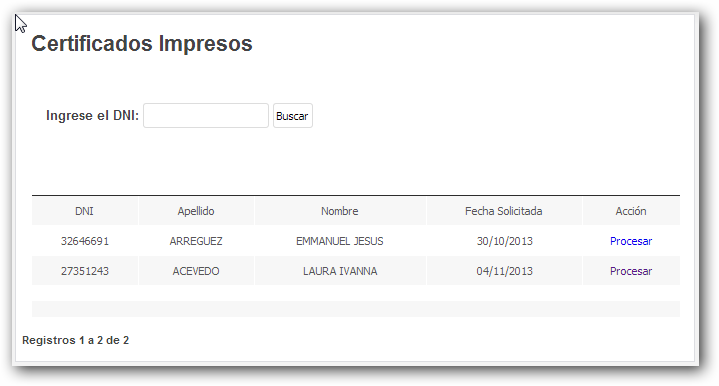 Certificados Impresos
Ingrese el DNI: Buscar
DNI Apellido Nombre Fecha Solicitada Acción
32646691 ARREGUEZ EMMANUEL JESUS 30/10/2013 Procesar
27351243 ACEVEDO LAURA IVANNA 04/11/2013 Procesar
Registros 1 a 2 de 2